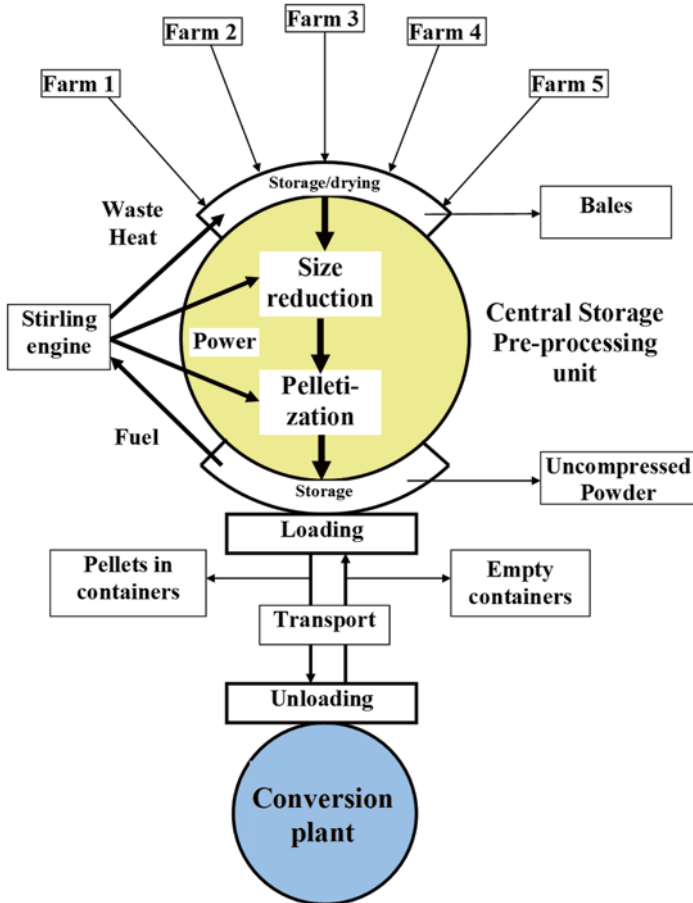 Farm 3
Farm 2
Farm 4
Farm 1
Farm 5
Storage/drying
Waste
Heat
Bales
Size
reduction
Stirling
engine
Power
Central Storage
Pre-processing
unit
Pelleti-
zation
Fuel
Storage
Uncompressed
Powder
Loading
Pellets in
containers
Empty
containers
Transport
Unloading
Conversion
plant